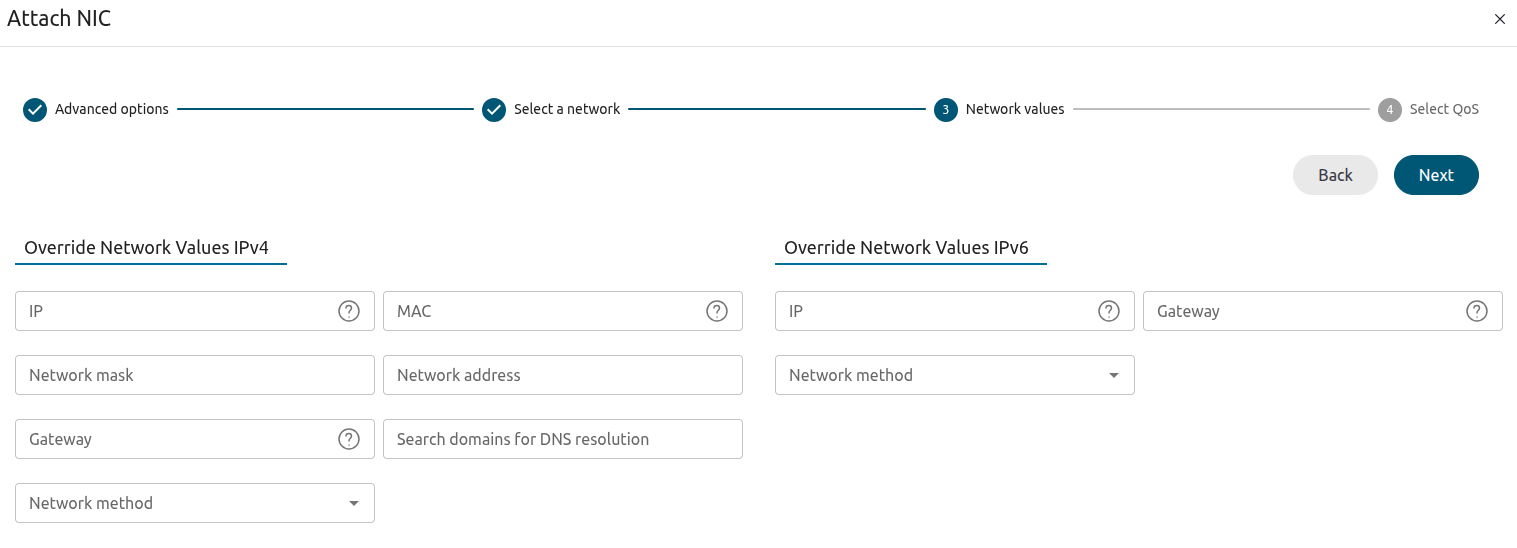 Attach NIC
Advanced options
Select a network
3 Network values
4 Select QoS
Back
Next
Override Network Values IPv4
IP
MAC
Network mask
Network address
Gateway
Search domains for DNS resolution
Network method
Override Network Values IPv6
IP
Gateway
Network method